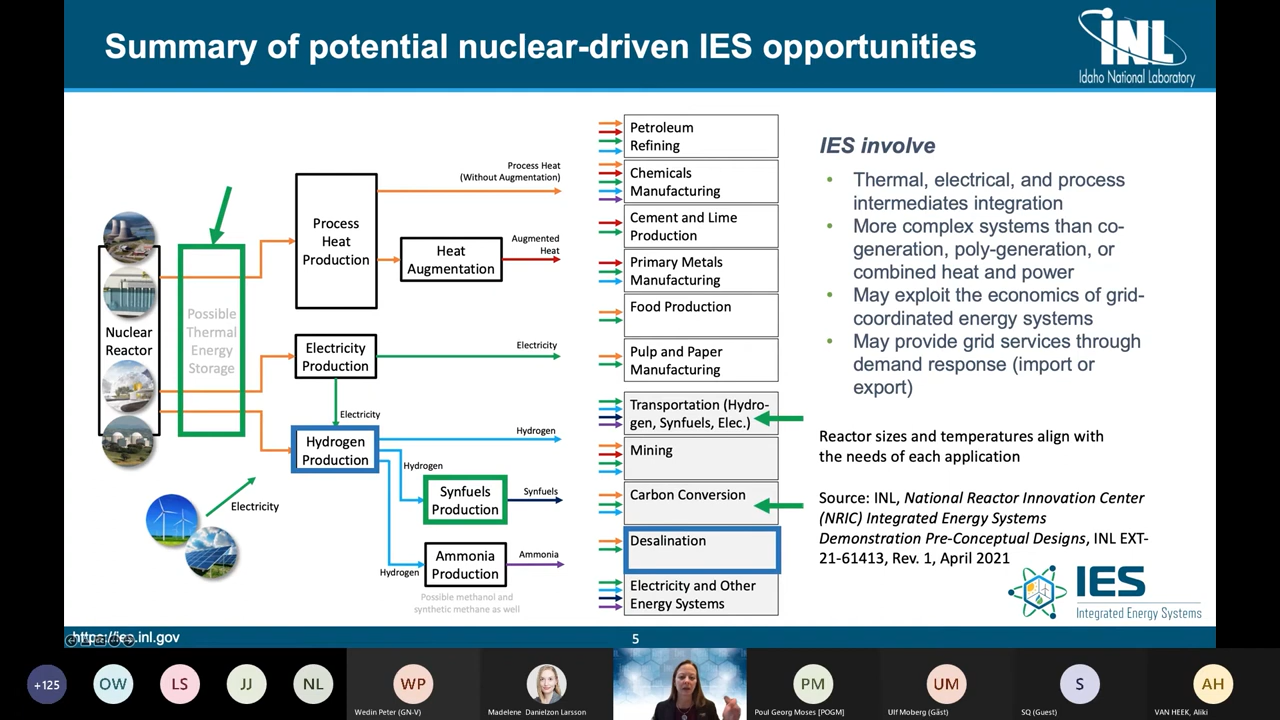 Summary of potential nuclear-driven IES opportunities
INL
Idaho National Laboratory
Nuclear
Reactor
Possible
Thermal
Energy
Storage
Process
Heat
Production
Process Heat
(Without Augmentation)
Heat
Augmentation
Augmented
Heat
Electricity
Production
Electricity
Electricity
Hydrogen
Production
Hydrogen
Hydrogen
Synfuels
Production
Synfuels
Ammonia
Production
Ammonia
Hydrogen
Possible methanol and
synthetic methane as well
Electricity
Petroleum
Refining
Chemicals
Manufacturing
Cement and Lime
Production
Primary Metals
Manufacturing
Food Production
Pulp and Paper
Manufacturing
Transportation (Hydro-
gen, Synfuels, Elec.)
Mining
Carbon Conversion
Desalination
Electricity and Other
Energy Systems
IES involve
• Thermal, electrical, and process
intermediates integration
• More complex systems than co-
generation, poly-generation, or
combined heat and power
• May exploit the economics of grid-
coordinated energy systems
• May provide grid services through
demand response (import or
export)
Reactor sizes and temperatures align with
the needs of each application
Source: INL, National Reactor Innovation Center
(NRIC) Integrated Energy Systems
Demonstration Pre-Conceptual Designs, INL EXT-
21-61413, Rev. 1, April 2021
IES
Integrated Energy Systems
https://ies.inl.gov
5
+125
OW
LS
JJ
NL
WP
Wedin Peter (GN-V)
Madelene Danielzon Larsson
PM
Poul Georg Moses [POGM]
UM
Ulf Moberg (Gäst)
S
SQ (Guest)
AH
VAN HEEK, Aliki